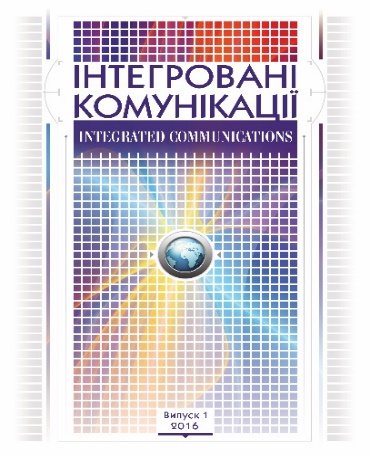 ІНТЕГРОВАНІ
КОМУНІКАЦІЇ
INTEGRATED COMMUNICATIONS
Випуск 1
2016